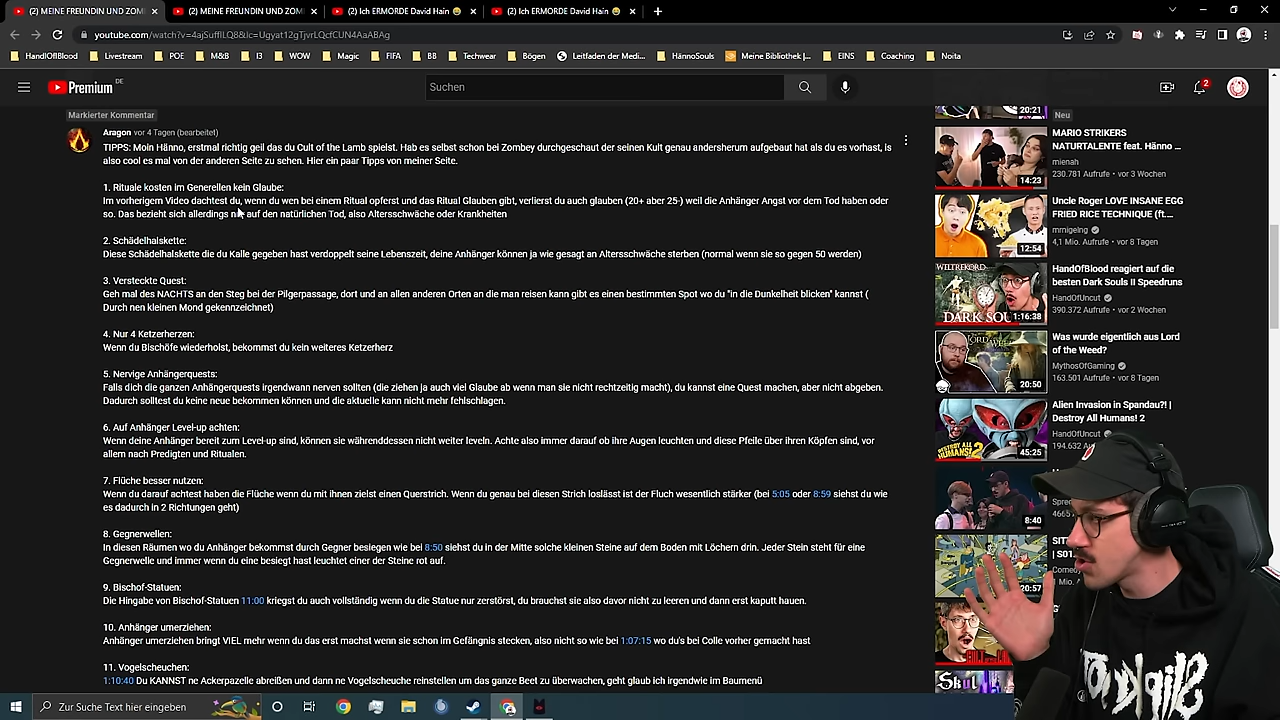 (2) MEINE FREUNDIN UND ZOM
(2) MEINE FREUNDIN UND ZOM
(2) Ich ERMORDE David Hain
(2) Ich ERMORDE David Hain
youtube.com/watch?v=4ajSuffILQ8&lc=Ugyat12gTjvrLQcfCUN4AaABAg
HandOfBlood
Livestream
POE
M&B
I3
WOW
Magic
FIFA
BB
Techwear
Bögen
Leitfaden der Medi...
HännoSouls
Meine Bibliothek |...
EINS
Coaching
Noita
Premium DE
Suchen
2
Markierter Kommentar
Aragon vor 4 Tagen (bearbeitet)
TIPPS: Moin Hänno, erstmal richtig geil das du Cult of the Lamb spielst. Hab es selbst schon bei Zombey durchgeschaut der seinen Kult genau andersherum aufgebaut hat als du es vorhast, is
also cool es mal von der anderen Seite zu sehen. Hier ein paar Tipps von meiner Seite.
1. Rituale kosten im Generellen kein Glaube:
Im vorherigem Video dachtest du, wenn du wen bei einem Ritual opferst und das Ritual Glauben gibt, verlierst du auch glauben (20+ aber 25-) weil die Anhänger Angst vor dem Tod haben oder
so. Das bezieht sich allerdings nur auf den natürlichen Tod, also Altersschwäche oder Krankheiten
2. Schädelhalskette:
Diese Schädelhalskette die du Kalle gegeben hast verdoppelt seine Lebenszeit, deine Anhänger können ja wie gesagt an Altersschwäche sterben (normal wenn sie so gegen 50 werden)
3. Versteckte Quest:
Geh mal des NACHTS an den Steg bei der Pilgerpassage, dort und an allen anderen Orten an die man reisen kann gibt es einen bestimmten Spot wo du "in die Dunkelheit blicken" kannst (
Durch nen kleinen Mond gekennzeichnet)
4. Nur 4 Ketzerherzen:
Wenn du Bischöfe wiederholst, bekommst du kein weiteres Ketzerherz
5. Nervige Anhängerquests:
Falls dich die ganzen Anhängerquests irgendwann nerven sollten (die ziehen ja auch viel Glaube ab wenn man sie nicht rechtzeitig macht), du kannst eine Quest machen, aber nicht abgeben.
Dadurch solltest du keine neue bekommen können und die aktuelle kann nicht mehr fehlschlagen.
6. Auf Anhänger Level-up achten:
Wenn deine Anhänger bereit zum Level-up sind, können sie währenddessen nicht weiter leveln. Achte also immer darauf ob ihre Augen leuchten und diese Pfeile über ihren Köpfen sind, vor
allem nach Predigten und Ritualen.
7. Flüche besser nutzen:
Wenn du darauf achtest haben die Flüche wenn du mit ihnen zielst einen Querstrich. Wenn du genau bei diesen Strich loslässt ist der Fluch wesentlich stärker (bei 5:05 oder 8:59 siehst du wie
es dadurch in 2 Richtungen geht)
8. Gegnerwellen:
In diesen Räumen wo du Anhänger bekommst durch Gegner besiegen wie bei 8:50 siehst du in der Mitte solche kleinen Steine auf dem Boden mit Löchern drin. Jeder Stein steht für eine
Gegnerwelle und immer wenn du eine besiegt hast leuchtet einer der Steine rot auf.
9. Bischof-Statuen:
Die Hingabe von Bischof-Statuen 11:00 kriegst du auch vollständig wenn du die Statue nur zerstörst, du brauchst sie also davor nicht zu leeren und dann erst kaputt hauen.
10. Anhänger umerziehen:
Anhänger umerziehen bringt VIEL mehr wenn du das erst machst wenn sie schon im Gefängnis stecken, also nicht so wie bei 1:07:15 wo du's bei Colle vorher gemacht hast
11. Vogelscheuchen:
1:10:40 Du KANNST ne Ackerpazelle abreißen und dann ne Vogelscheuche reinstellen um das ganze Beet zu überwachen, geht glaub ich irgendwie im Baumenü
20:21
Neu
MARIO STRIKERS
NATURTALENTE feat. Hänno ...
mienah
230.781 Aufrufe • vor 3 Wochen
14:23
Uncle Roger LOVE INSANE EGG
FRIED RICE TECHNIQUE (ft....
mrnigelng
4,1 Mio. Aufrufe • vor 8 Tagen
12:54
HandOfBlood reagiert auf die
besten Dark Souls II Speedruns
HandOfUncut
390.372 Aufrufe • vor 2 Wochen
WELTREKORD
DARK SOU
1:16:38
Was wurde eigentlich aus Lord
of the Weed?
MythosOfGaming
163.501 Aufrufe • vor 8 Tagen
20:50
Alien Invasion in Spandau?! |
Destroy All Humans! 2
HandOfUncut
194.632
DESTROY ALL
HUMANS! 2
45:25
8:40
20:57
Zur Suche Text hier eingeben